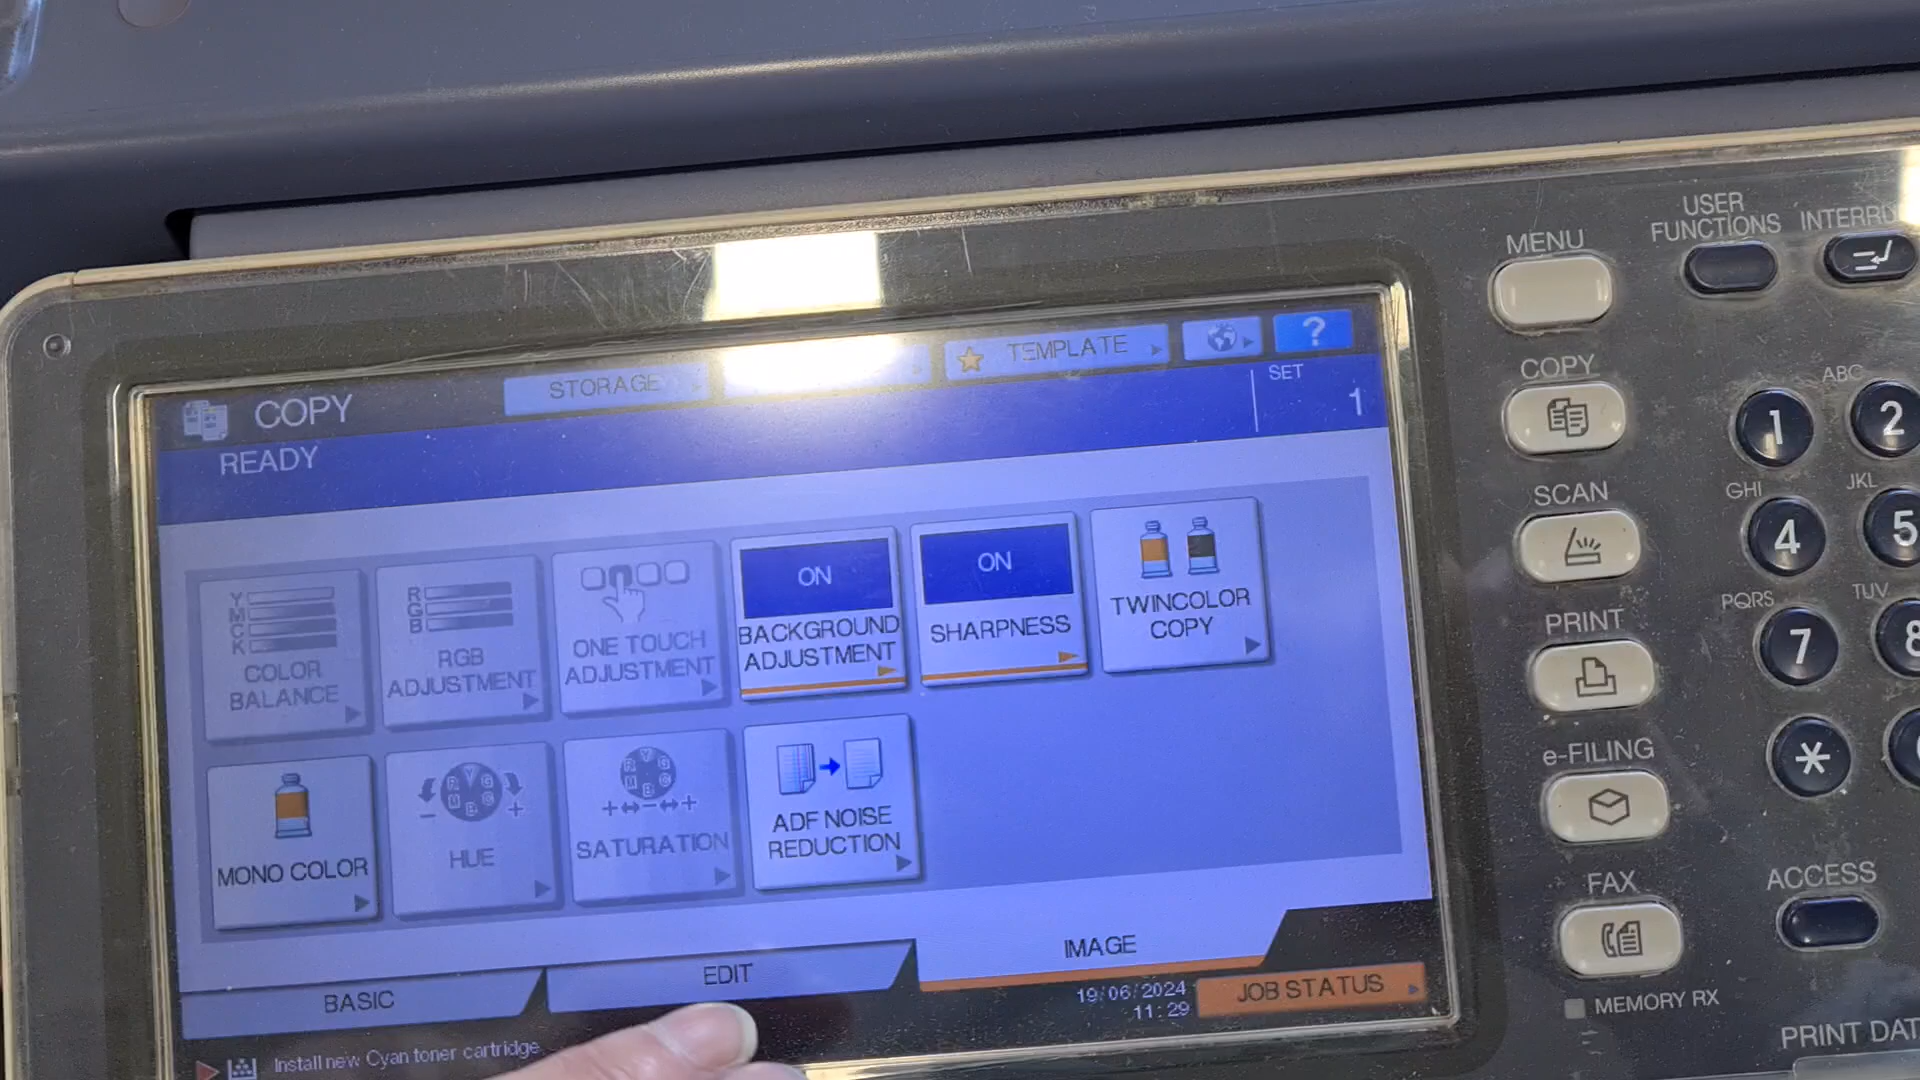 USER
FUNCTIONS
MENU
STORAGE
TEMPLATE
?
COPY
READY
SET
1
COPY
ABC
1
2
Y
M
C
K
COLOR
BALANCE
R
G
B
RGB
ADJUSTMENT
ONE TOUCH
ADJUSTMENT
ON
BACKGROUND
ADJUSTMENT
ON
SHARPNESS
TWINCOLOR
COPY
SCAN
GHI
JKL
4
5
MONO COLOR
HUE
SATURATION
ADF NOISE
REDUCTION
PRINT
PQRS
TUV
7
8
e-FILING
*
BASIC
EDIT
IMAGE
19/06/2024
11:29
JOB STATUS
FAX
ACCESS
MEMORY RX
Install new Cyan toner cartridge.
PRINT DAT